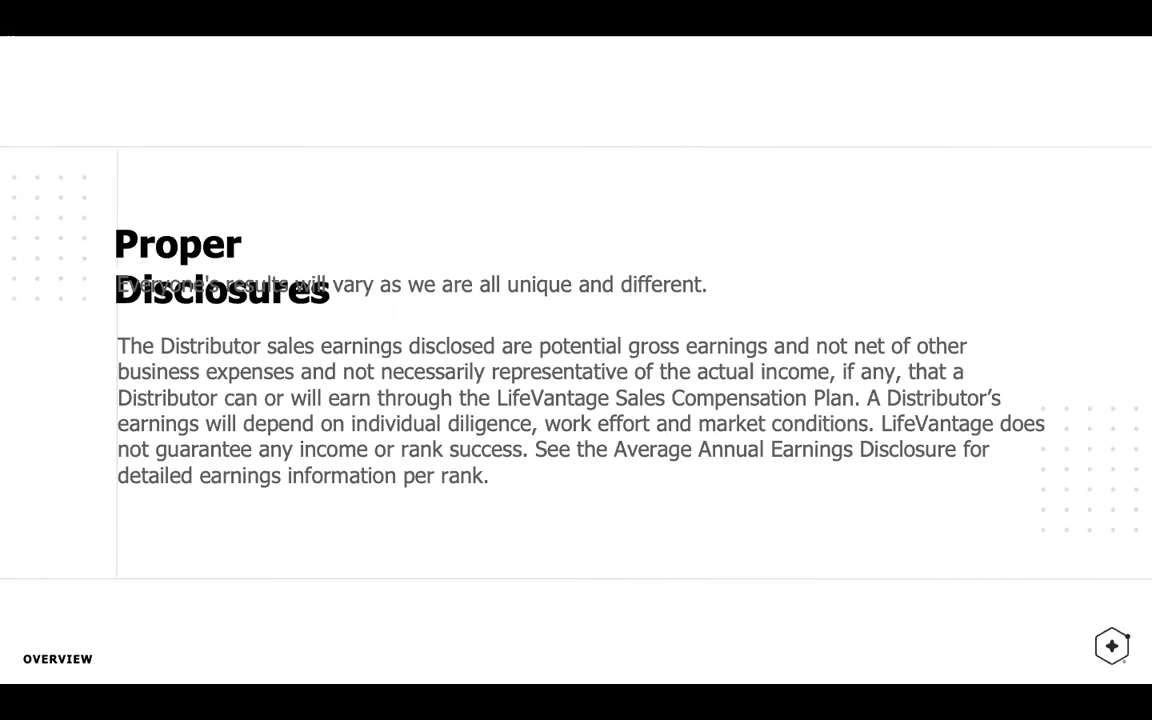 Proper
Disclosures
Everyone's results will vary as we are all unique and different.
The Distributor sales earnings disclosed are potential gross earnings and not net of other
business expenses and not necessarily representative of the actual income, if any, that a
Distributor can or will earn through the LifeVantage Sales Compensation Plan. A Distributor’s
earnings will depend on individual diligence, work effort and market conditions. LifeVantage does
not guarantee any income or rank success. See the Average Annual Earnings Disclosure for
detailed earnings information per rank.
OVERVIEW